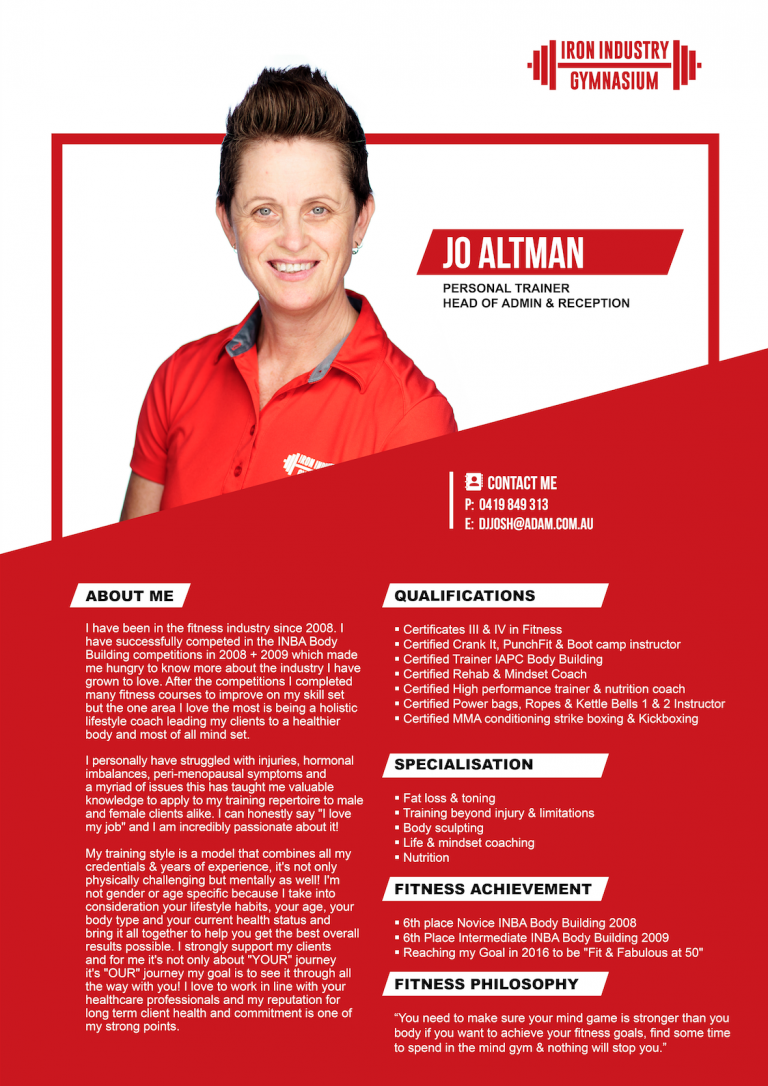 IRON INDUSTRY
GYMNASIUM
JO ALTMAN
PERSONAL TRAINER
HEAD OF ADMIN & RECEPTION
IRON INDUSTRY
CONTACT ME
P: 0419 849 313
E: DJJOSH@ADAM.COM.AU
ABOUT ME
I have been in the fitness industry since 2008. I
have successfully competed in the INBA Body
Building competitions in 2008 + 2009 which made
me hungry to know more about the industry I have
grown to love. After the competitions I completed
many fitness courses to improve on my skill set
but the one area I love the most is being a holistic
lifestyle coach leading my clients to a healthier
body and most of all mind set.
I personally have struggled with injuries, hormonal
imbalances, peri-menopausal symptoms and
a myriad of issues this has taught me valuable
knowledge to apply to my training repertoire to male
and female clients alike. I can honestly say "I love
my job" and I am incredibly passionate about it!
My training style is a model that combines all my
credentials & years of experience, it's not only
physically challenging but mentally as well! I'm
not gender or age specific because I take into
consideration your lifestyle habits, your age, your
body type and your current health status and
bring it all together to help you get the best overall
results possible. I strongly support my clients
and for me it's not only about "YOUR" journey
it's "OUR" journey my goal is to see it through all
the way with you! I love to work in line with your
healthcare professionals and my reputation for
long term client health and commitment is one of
my strong points.
QUALIFICATIONS
▪ Certificates III & IV in Fitness
▪ Certified Crank It, PunchFit & Boot camp instructor
▪ Certified Trainer IAPC Body Building
▪ Certified Rehab & Mindset Coach
▪ Certified High performance trainer & nutrition coach
▪ Certified Power bags, Ropes & Kettle Bells 1 & 2 Instructor
▪ Certified MMA conditioning strike boxing & Kickboxing
SPECIALISATION
▪ Fat loss & toning
▪ Training beyond injury & limitations
▪ Body sculpting
▪ Life & mindset coaching
▪ Nutrition
FITNESS ACHIEVEMENT
▪ 6th place Novice INBA Body Building 2008
▪ 6th Place Intermediate INBA Body Building 2009
▪ Reaching my Goal in 2016 to be "Fit & Fabulous at 50"
FITNESS PHILOSOPHY
“You need to make sure your mind game is stronger than you
body if you want to achieve your fitness goals, find some time
to spend in the mind gym & nothing will stop you.”